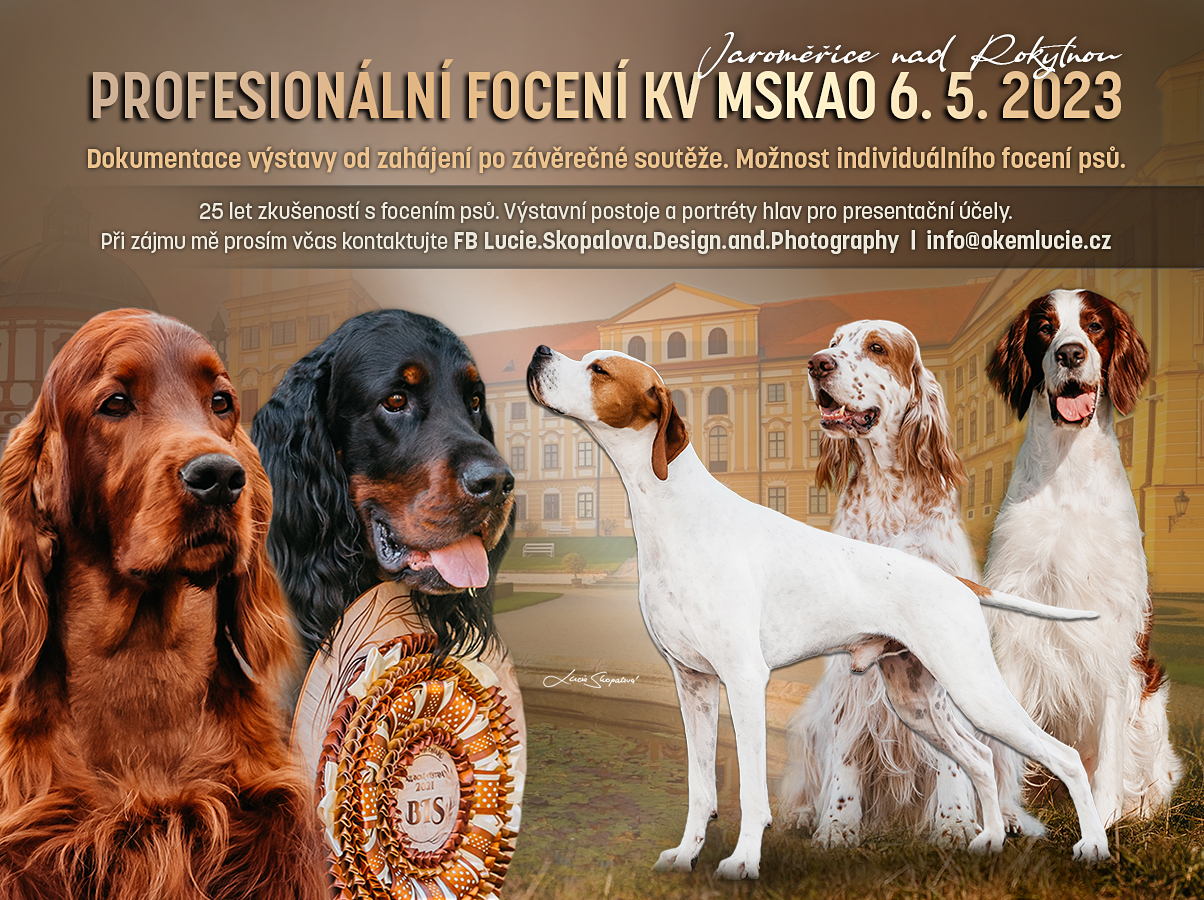 Jaroměřice nad Rokytnou
PROFESIONÁLNÍ FOCENÍ KV MSKAO 6. 5. 2023
Dokumentace výstavy od zahájení po závěrečné soutěže. Možnost individuálního focení psů.
25 let zkušeností s focením psů. Výstavní postoje a portréty hlav pro presentační účely.
Při zájmu mě prosím včas kontaktujte FB Lucie.Skopalova.Design.and.Photography | info@okemlucie.cz
Lucie Skopalová
2021
BIS